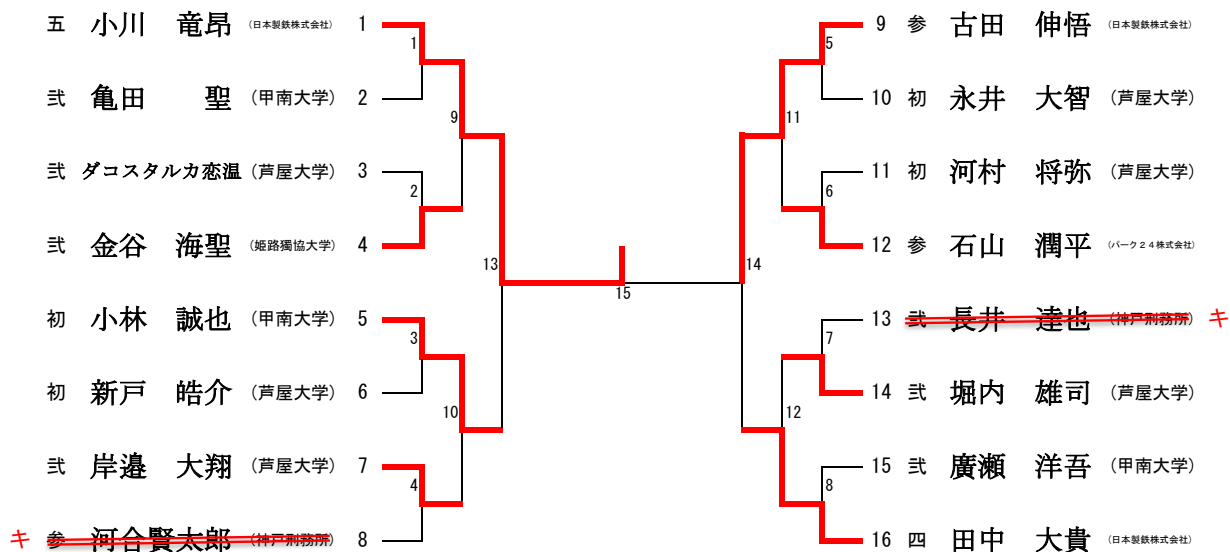 五 小川 竜昂 (日本製鉄株式会社) 1
弐 亀田 聖 (甲南大学) 2
弐 ダコスタルカ恋温 (芦屋大学) 3
弐 金谷 海聖 (姫路獨協大学) 4
初 小林 誠也 (甲南大学) 5
初 新戸 皓介 (芦屋大学) 6
弐 岸邉 大翔 (芦屋大学) 7
キ 参 河合賢太郎 (神戸刑務所) 8
1
2
3
4
9
10
13
15
14
11
12
5
6
7
8
9 参 古田 伸悟 (日本製鉄株式会社)
10 初 永井 大智 (芦屋大学)
11 初 河村 将弥 (芦屋大学)
12 参 石山 潤平 (パーク24株式会社)
13 弐 長井 達也 (神戸刑務所) キ
14 弐 堀内 雄司 (芦屋大学)
15 弐 廣瀬 洋吾 (甲南大学)
16 四 田中 大貴 (日本製鉄株式会社)